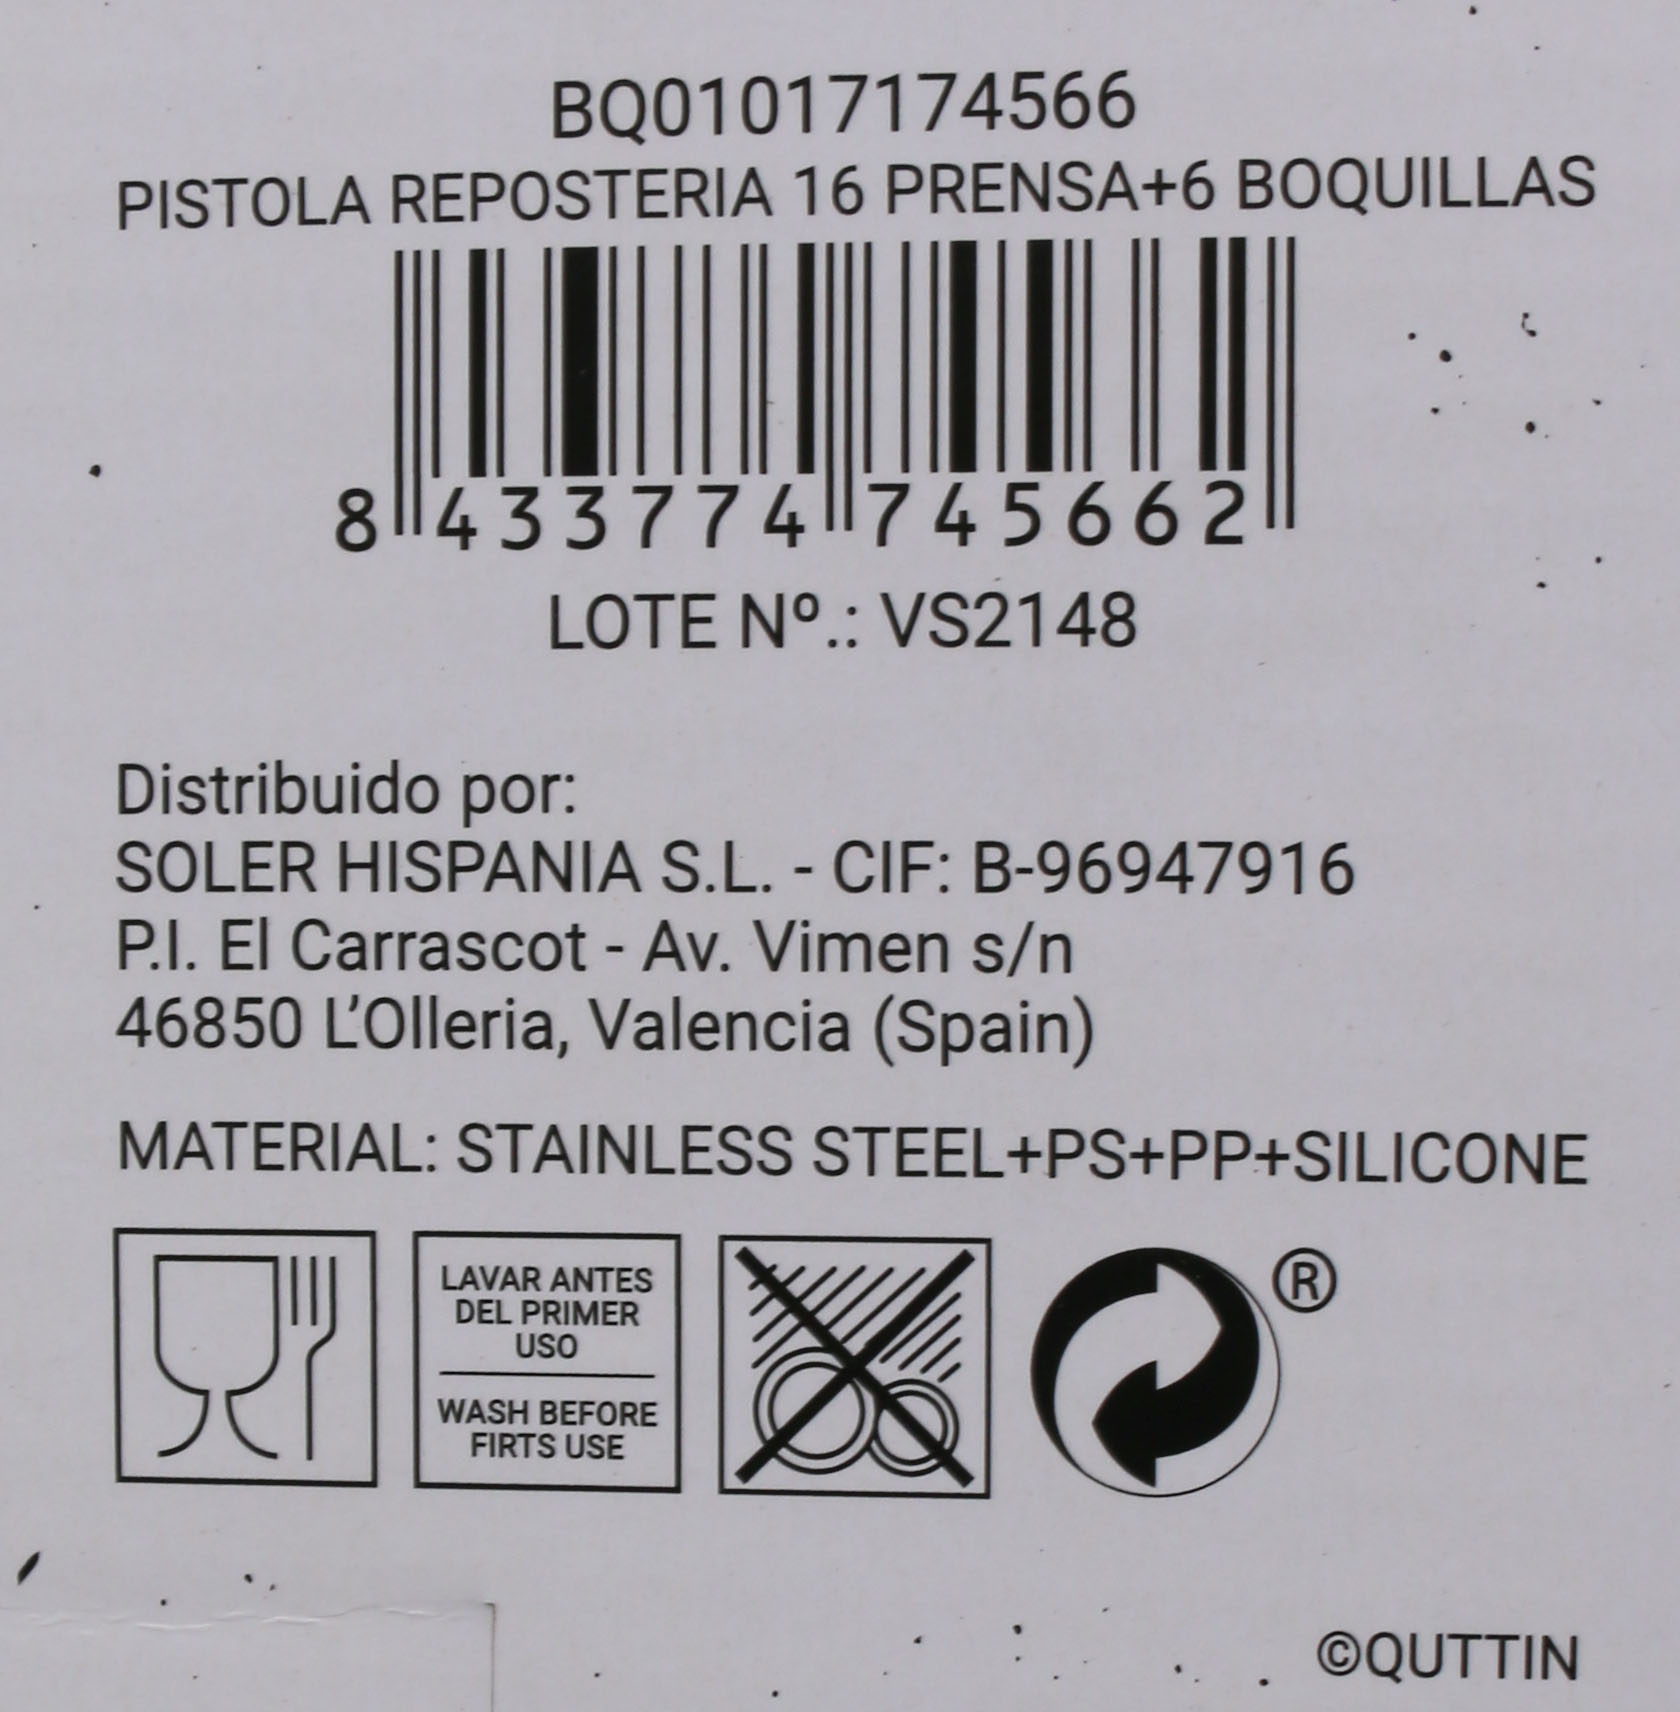 BQ01017174566
PISTOLA REPOSTERIA 16 PRENSA+6 BOQUILLAS
8 433774 745662
LOTE Nº.: VS2148
Distribuido por:
SOLER HISPANIA S.L. - CIF: B-96947916
P.I. El Carrascot - Av. Vimen s/n
46850 L’Olleria, Valencia (Spain)
MATERIAL: STAINLESS STEEL+PS+PP+SILICONE
LAVAR ANTES
DEL PRIMER
USO
WASH BEFORE
FIRTS USE
®
©QUTTIN